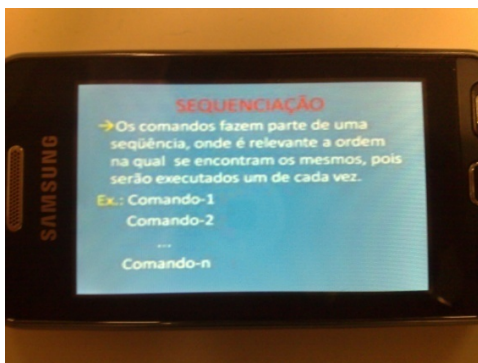 SAMSUNG
SEQUENCIAÇÃO
→Os comandos fazem parte de uma
seqüência, onde é relevante a ordem
na qual se encontram os mesmos, pois
serão executados um de cada vez.
Ex.: Comando-1
Comando-2
...
Comando-n